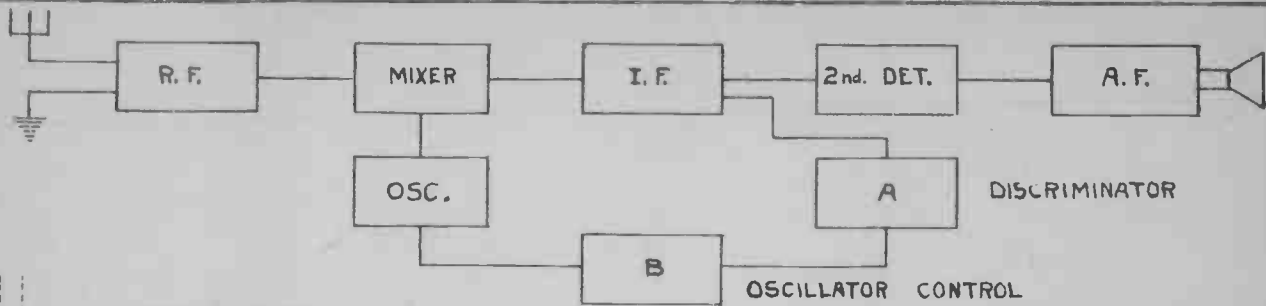 R.F.
MIXER
I.F.
2nd. DET.
A.F.
OSC.
A
DISCRIMINATOR
B
OSCILLATOR CONTROL